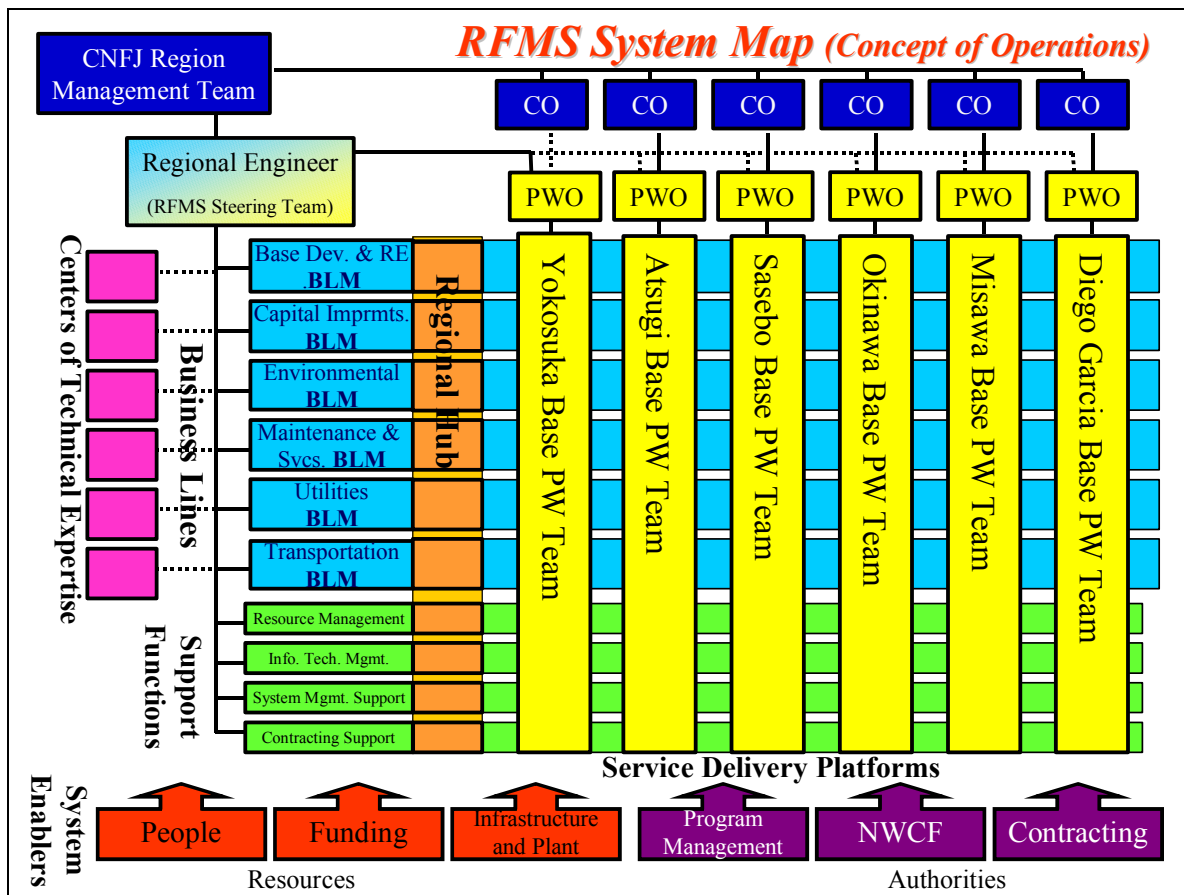 RFMS System Map (Concept of Operations)
CNFJ Region
Management Team
CO
CO
CO
CO
CO
CO
Regional Engineer
(RFMS Steering Team)
PWO
PWO
PWO
PWO
PWO
PWO
Centers of Technical Expertise
Business Lines
Support
Functions
Base Dev. & RE
.BLM
Capital Imprmts.
BLM
Environmental
BLM
Maintenance &
Svcs. BLM
Utilities
BLM
Transportation
BLM
Resource Management
Info. Tech. Mgmt.
System Mgmt. Support
Contracting Support
Regional Hub
Yokosuka Base PW Team
Atsugi Base PW Team
Sasebo Base PW Team
Okinawa Base PW Team
Misawa Base PW Team
Diego Garcia Base PW Team
Service Delivery Platforms
System
Enablers
People
Funding
Infrastructure
and Plant
Program
Management
NWCF
Contracting
Resources
Authorities